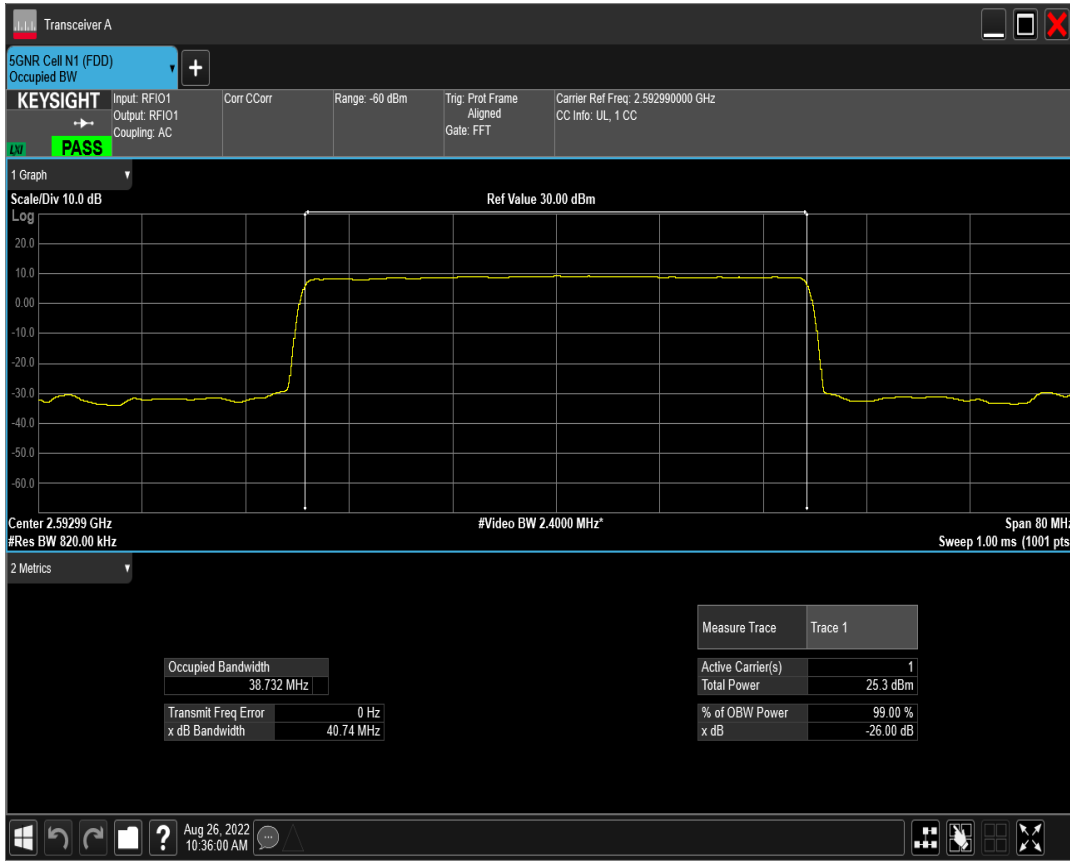 Transceiver A
5GNR Cell N1 (FDD)
Occupied BW
+
KEYSIGHT
LXI
PASS
Input: RFIO1
Output: RFIO1
Coupling: AC
Corr CCorr
Range: -60 dBm
Trig: Prot Frame
Aligned
Gate: FFT
Carrier Ref Freq: 2.592990000 GHz
CC Info: UL, 1 CC
1 Graph
Scale/Div 10.0 dB
Ref Value 30.00 dBm
Log
20.0
10.0
0.00
-10.0
-20.0
-30.0
-40.0
-50.0
-60.0
Center 2.59299 GHz
#Video BW 2.4000 MHz*
Span 80 MHz
#Res BW 820.00 kHz
Sweep 1.00 ms (1001 pts
2 Metrics
Measure Trace Trace 1
Occupied Bandwidth
38.732 MHz
Active Carrier(s) 1
Total Power 25.3 dBm
Transmit Freq Error 0 Hz
x dB Bandwidth 40.74 MHz
% of OBW Power 99.00 %
x dB -26.00 dB
?
Aug 26, 2022
10:36:00 AM